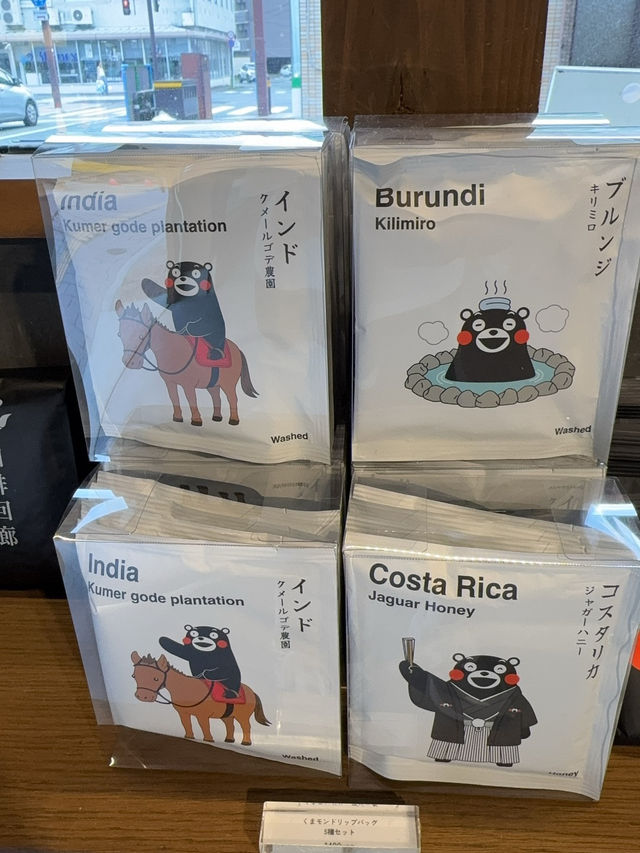 India
Kumer gode plantation
インド
クメールゴデ農園
Washed
Burundi
Kilimiro
ブルンジ
キリミロ
Washed
India
Kumer gode plantation
インド
クメールゴデ農園
Washed
Costa Rica
Jaguar Honey
コスタリカ
ジャガーハニー
Honey
くまモンドリップバッグ
5種セット